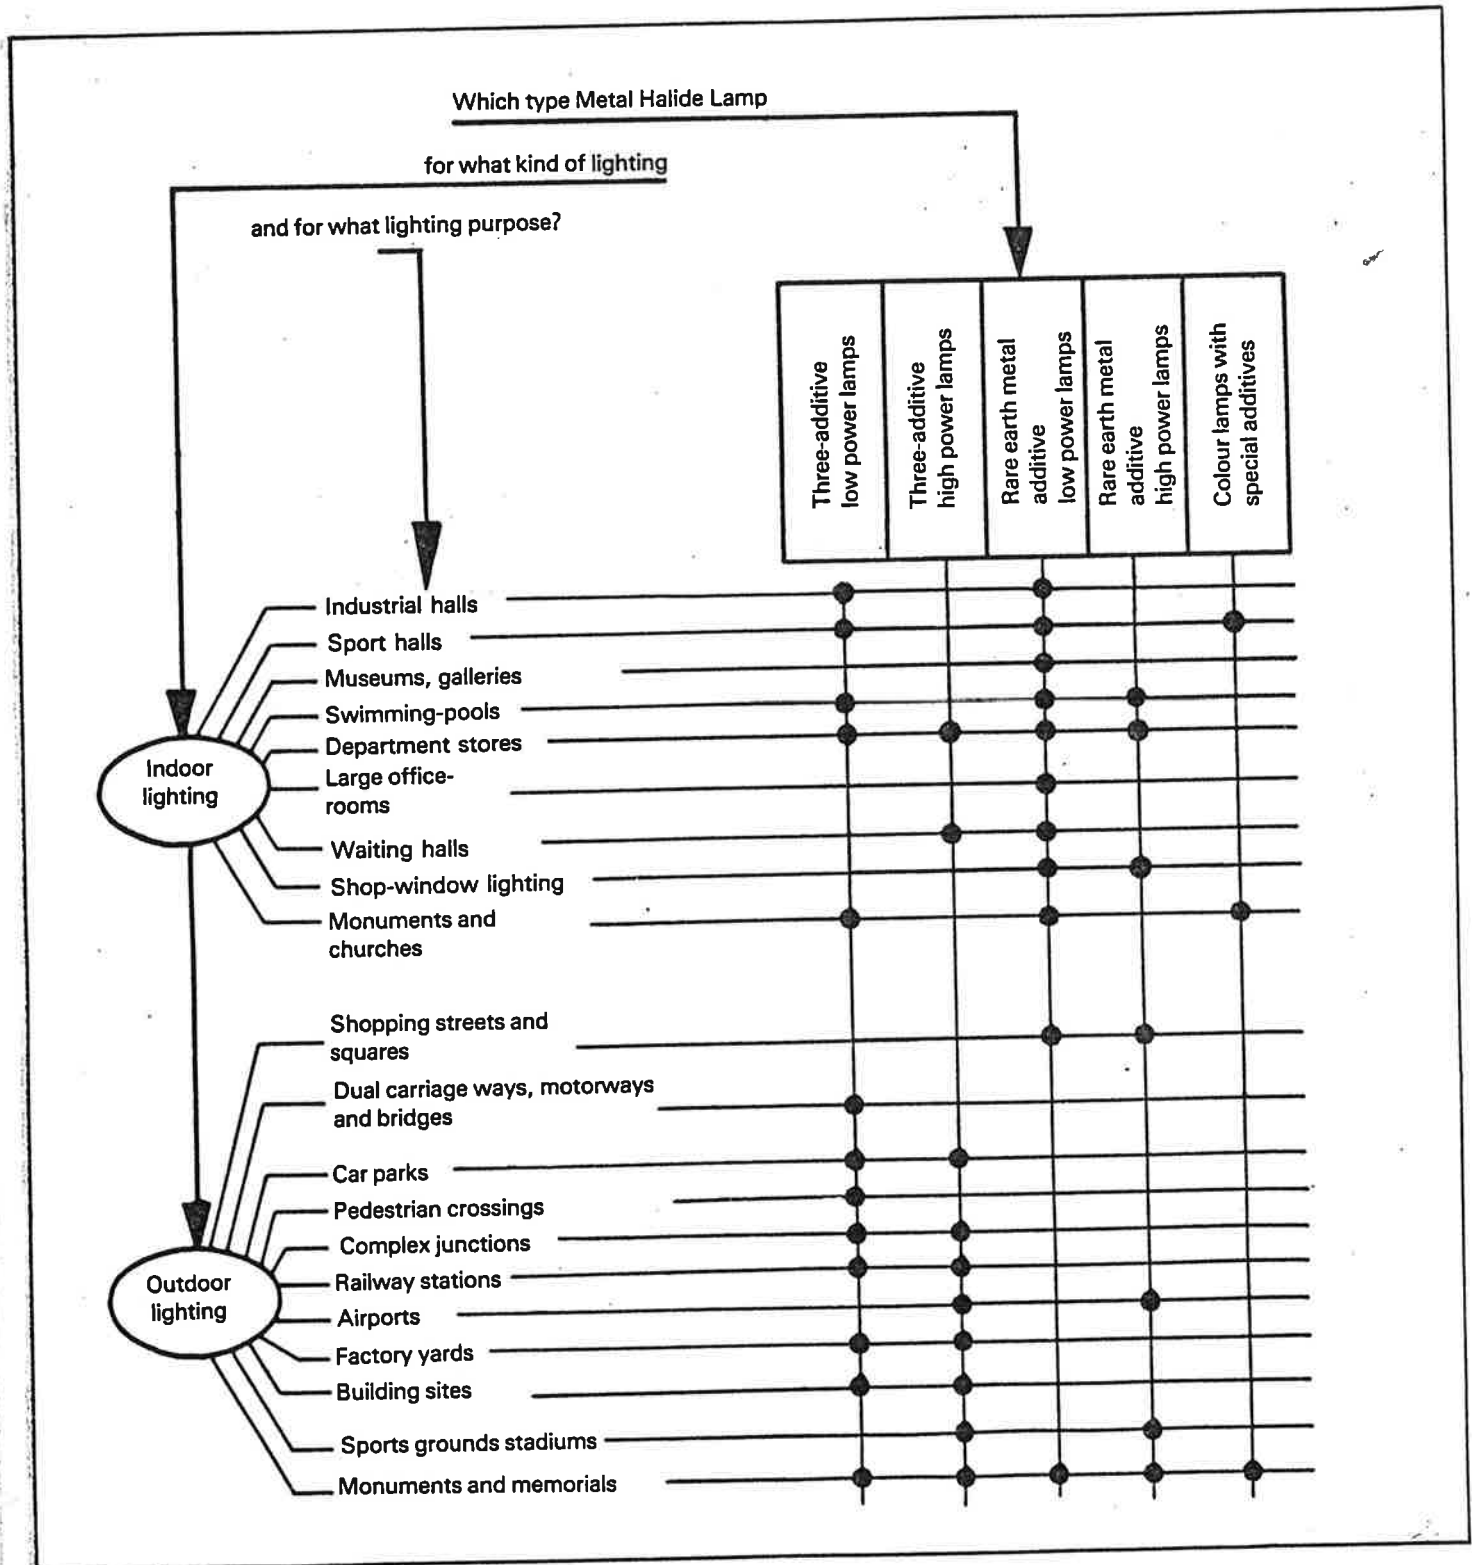 Which type Metal Halide Lamp
for what kind of lighting
and for what lighting purpose?
Three-additive
low power lamps
Three-additive
high power lamps
Rare earth metal
additive
low power lamps
Rare earth metal
additive
high power lamps
Colour lamps with
special additives
Indoor
lighting
Industrial halls
Sport halls
Museums, galleries
Swimming-pools
Department stores
Large office-
rooms
Waiting halls
Shop-window lighting
Monuments and
churches
Outdoor
lighting
Shopping streets and
squares
Dual carriage ways, motorways
and bridges
Car parks
Pedestrian crossings
Complex junctions
Railway stations
Airports
Factory yards
Building sites
Sports grounds stadiums
Monuments and memorials